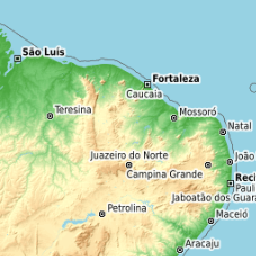 São Luís
Fortaleza
Caucaia
Teresina
Mossoró
Natal
Juazeiro do Norte
João
Campina Grande
Reci
Pauli
Jaboatão dos Guara
Petrolina
Maceió
Aracaju